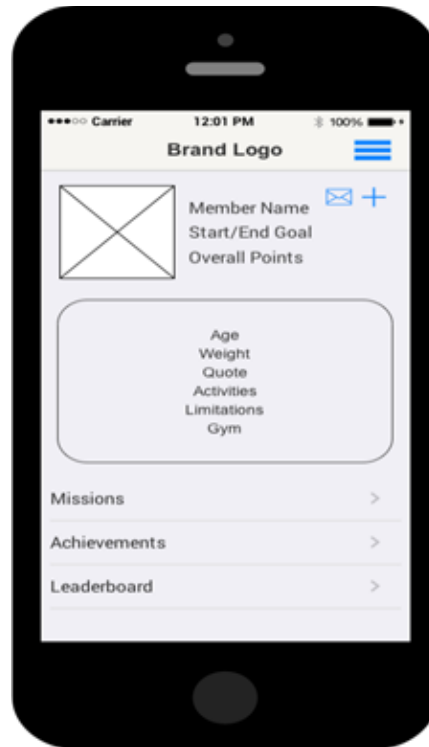 Carrier 12:01 PM 100%
Brand Logo
Member Name
Start/End Goal
Overall Points
Age
Weight
Quote
Activities
Limitations
Gym
Missions
Achievements
Leaderboard